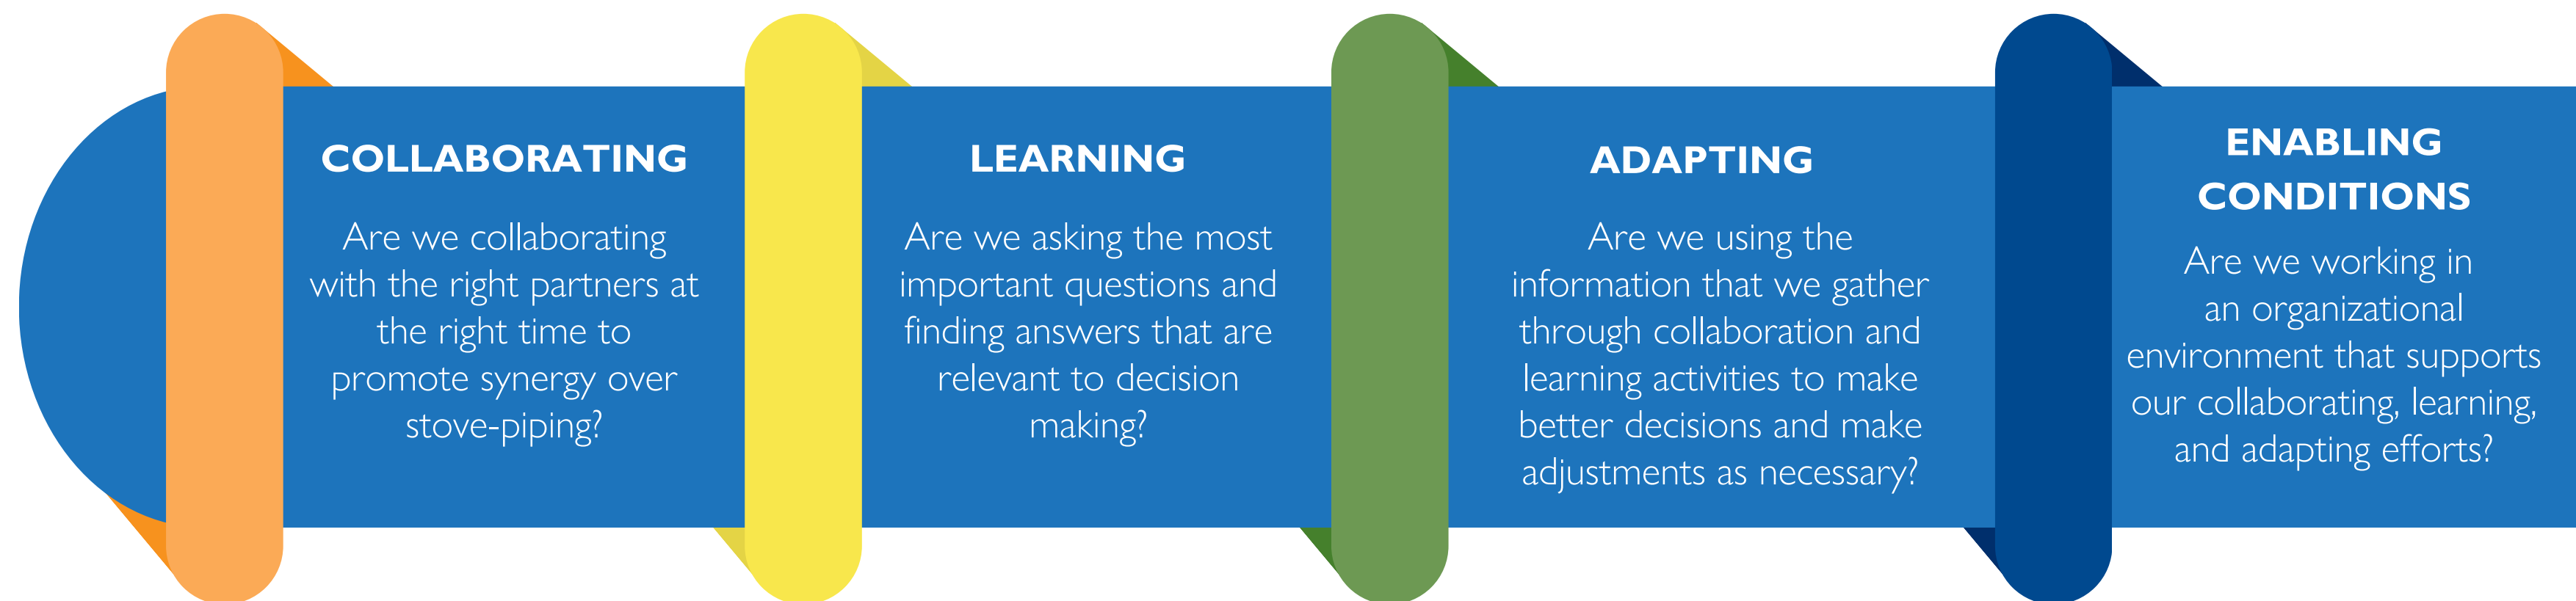 COLLABORATING
Are we collaborating
with the right partners at
the right time to
promote synergy over
stove-piping?
LEARNING
Are we asking the most
important questions and
finding answers that are
relevant to decision
making?
ADAPTING
Are we using the
information that we gather
through collaboration and
learning activities to make
better decisions and make
adjustments as necessary?
ENABLING
CONDITIONS
Are we working in
an organizational
environment that supports
our collaborating, learning,
and adapting efforts?